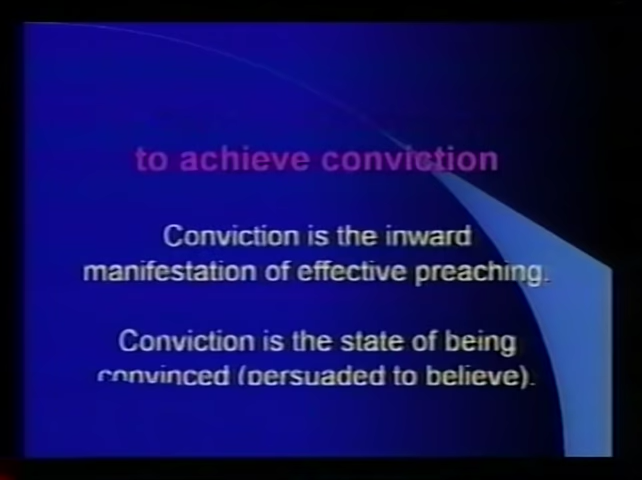 to achieve conviction
Conviction is the inward
manifestation of effective preaching.
Conviction is the state of being
convinced (persuaded to believe).